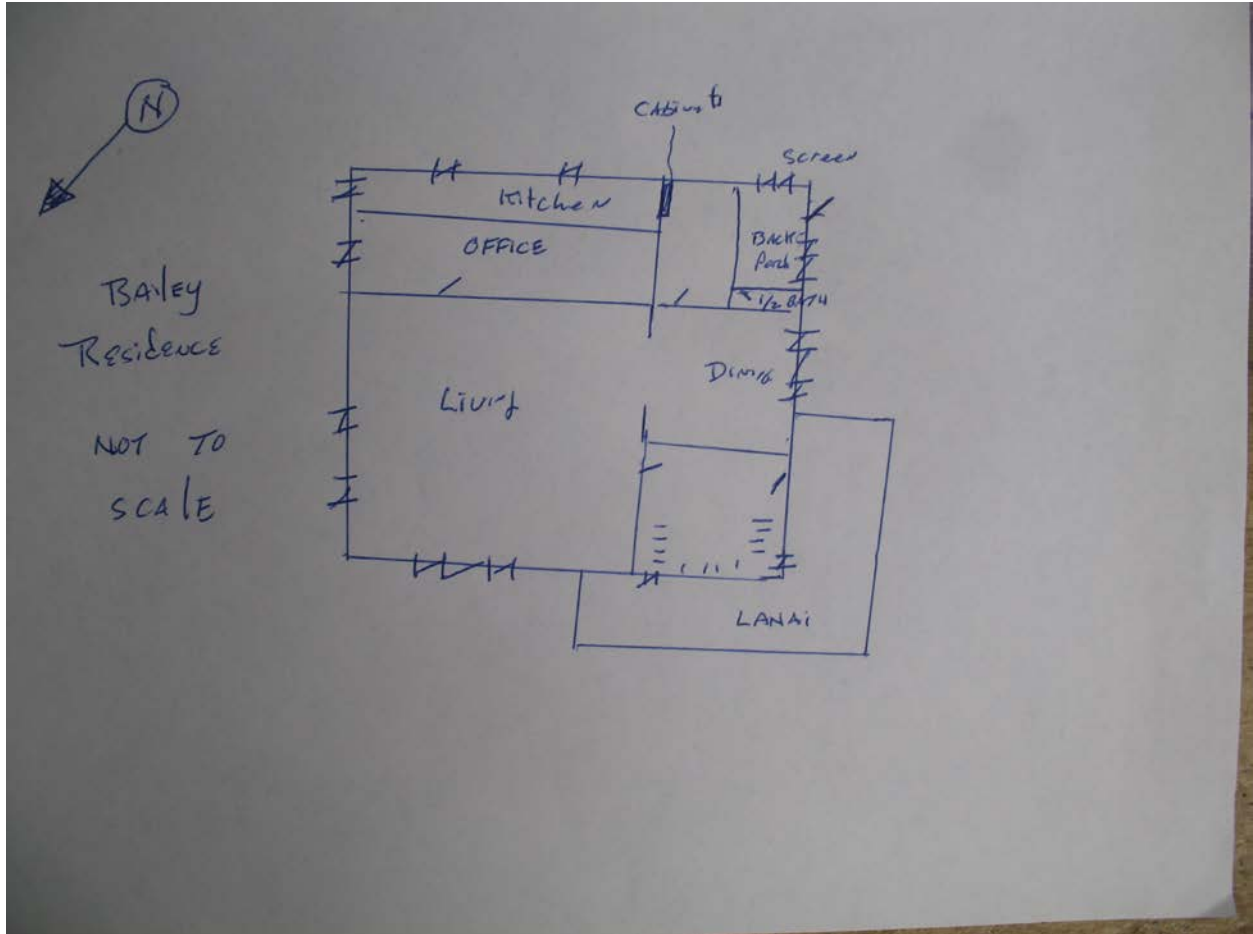 N
CABinets
Screen
Kitchen
OFFICE
BACK
Porch
1/2 BATH
BAiley
Residence
Dining
Living
NOT TO
SCAlE
LANAi